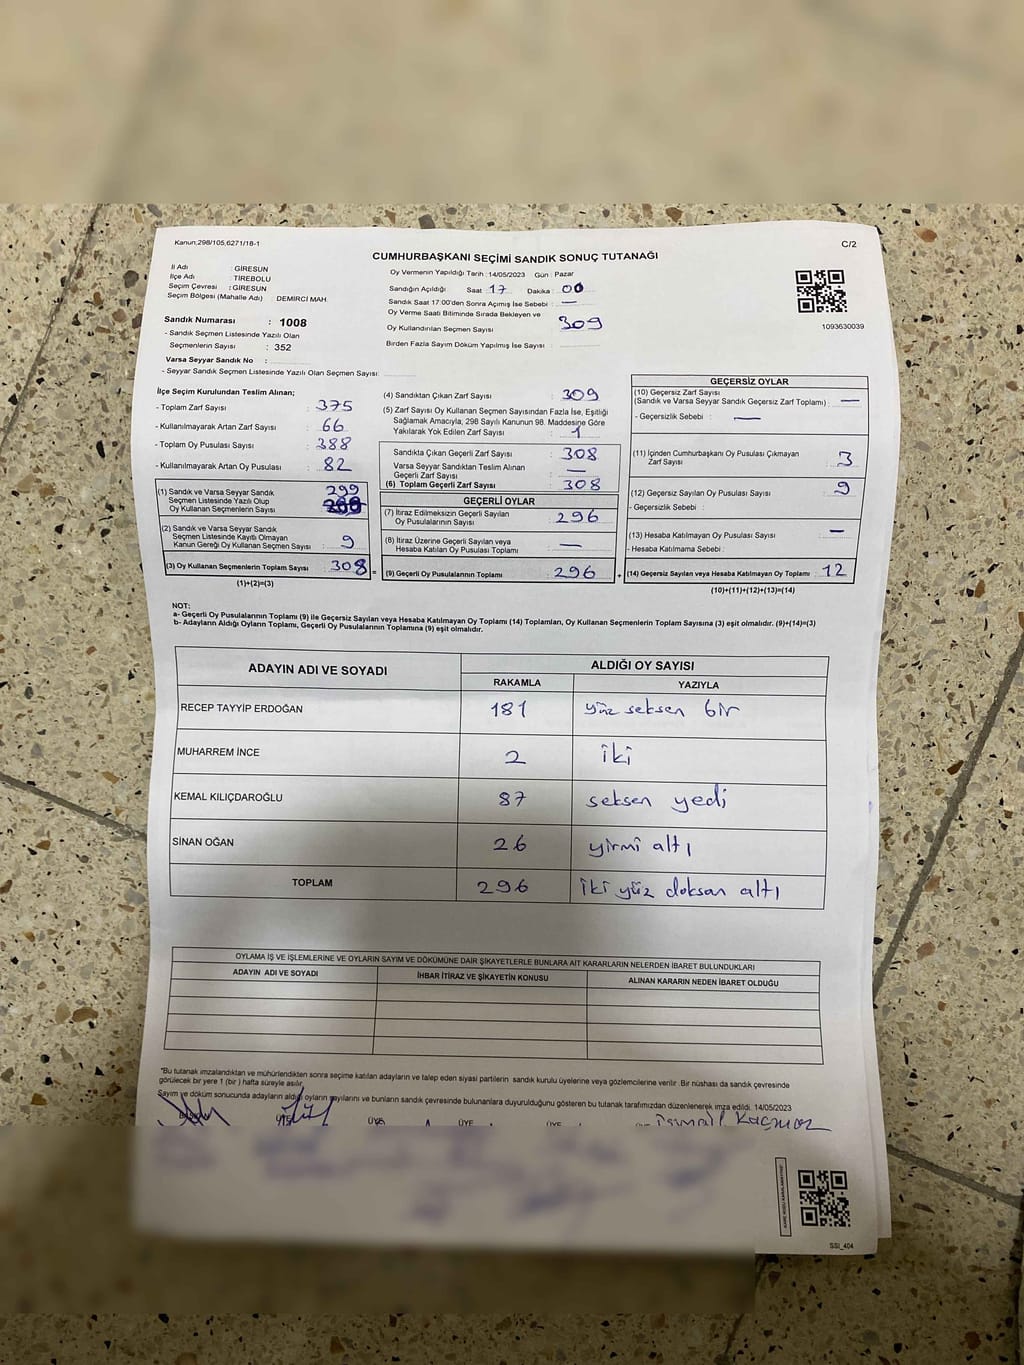 Kanun;298/105,6271/18-1
C/2
CUMHURBAŞKANI SEÇİMİ SANDIK SONUÇ TUTANAĞI
İl Adı : GİRESUN
İlçe Adı : TİREBOLU
Seçim Çevresi : GİRESUN
Seçim Bölgesi (Mahalle Adı) : DEMİRCİ MAH.
Sandık Numarası : 1008
- Sandık Seçmen Listesinde Yazılı Olan
Seçmenlerin Sayısı : 352
Varsa Seyyar Sandık No :
- Seyyar Sandık Seçmen Listesinde Yazılı Olan Seçmen Sayısı:
Oy Vermenin Yapıldığı Tarih : 14/05/2023 Gün : Pazar
Sandığın Açıldığı Saat : 17 Dakika : 00
Sandık Saat 17:00'den Sonra Açımış İse Sebebi : —
Oy Verme Saati Bitiminde Sırada Bekleyen ve
Oy Kullandırılan Seçmen Sayısı : 309
Birden Fazla Sayım Döküm Yapılmış İse Sayısı :
1093630039
İlçe Seçim Kurulundan Teslim Alınan;
- Toplam Zarf Sayısı : 375
- Kullanılmayarak Artan Zarf Sayısı : 66
- Toplam Oy Pusulası Sayısı : 388
- Kullanılmayarak Artan Oy Pusulası : 82
(1) Sandık ve Varsa Seyyar Sandık 299
Seçmen Listesinde Yazılı Olup
Oy Kullanan Seçmenlerin Sayısı :
(2) Sandık ve Varsa Seyyar Sandık
Seçmen Listesinde Kayıtlı Olmayan
Kanun Gereği Oy Kullanan Seçmen Sayısı : 9
(3) Oy Kullanan Seçmenlerin Toplam Sayısı : 308
(1)+(2)=(3)
(4) Sandıktan Çıkan Zarf Sayısı : 309
(5) Zarf Sayısı Oy Kullanan Seçmen Sayısından Fazla İse, Eşitliği
Sağlamak Amacıyla; 298 Sayılı Kanunun 98. Maddesine Göre
Yakılarak Yok Edilen Zarf Sayısı : 1
Sandıkta Çıkan Geçerli Zarf Sayısı : 308
Varsa Seyyar Sandıktan Teslim Alınan
Geçerli Zarf Sayısı : —
(6) Toplam Geçerli Zarf Sayısı : 308
GEÇERLİ OYLAR
(7) İtiraz Edilmeksizin Geçerli Sayılan
Oy Pusulalarının Sayısı : 296
(8) İtiraz Üzerine Geçerli Sayılan veya
Hesaba Katılan Oy Pusulası Toplamı : —
(9) Geçerli Oy Pusulalarının Toplamı : 296
GEÇERSİZ OYLAR
(10) Geçersiz Zarf Sayısı
(Sandık ve Varsa Seyyar Sandık Geçersiz Zarf Toplamı) : —
- Geçersizlik Sebebi : —
(11) İçinden Cumhurbaşkanı Oy Pusulası Çıkmayan
Zarf Sayısı : 3
(12) Geçersiz Sayılan Oy Pusulası Sayısı : 9
- Geçersizlik Sebebi :
(13) Hesaba Katılmayan Oy Pusulası Sayısı : —
- Hesaba Katılmama Sebebi :
(14) Geçersiz Sayılan veya Hesaba Katılmayan Oy Toplamı : 12
(10)+(11)+(12)+(13)=(14)
NOT:
a- Geçerli Oy Pusulalarının Toplamı (9) ile Geçersiz Sayılan veya Hesaba Katılmayan Oy Toplamı (14) Toplamları, Oy Kullanan Seçmenlerin Toplam Sayısına (3) eşit olmalıdır. (9)+(14)=(3)
b- Adayların Aldığı Oyların Toplamı, Geçerli Oy Pusulalarının Toplamına (9) eşit olmalıdır.
ADAYIN ADI VE SOYADI ALDIĞI OY SAYISI
RAKAMLA YAZIYLA
RECEP TAYYİP ERDOĞAN 181 yüz seksen bir
MUHARREM İNCE 2 iki
KEMAL KILIÇDAROĞLU 87 seksen yedi
SİNAN OĞAN 26 yirmi altı
TOPLAM 296 iki yüz doksan altı
OYLAMA İŞ VE İŞLEMLERİNE VE OYLARIN SAYIM VE DÖKÜMÜNE DAİR ŞİKAYETLERLE BUNLARA AİT KARARLARIN NELERDEN İBARET BULUNDUKLARI
ADAYIN ADI VE SOYADI İHBAR İTİRAZ VE ŞİKAYETİN KONUSU ALINAN KARARIN NEDEN İBARET OLDUĞU
"Bu tutanak imzalandıktan ve mühürlendikten sonra seçime katılan adayların ve talep eden siyasi partilerin sandık kurulu üyelerine veya gözlemcilerine verilir. Bir nüshası da sandık çevresinde
görülecek bir yere 1 (bir) hafta süreyle asılır.
Sayım ve döküm sonucunda adayların aldığı oyların sayılarını ve bunların sandık çevresinde bulunanlara duyurulduğunu gösteren bu tutanak tarafımızdan düzenlenerek imza edildi. 14/05/2023
BAŞKAN ÜYE ÜYE ÜYE ÜYE İsmail Kaçmaz
SSİ_404